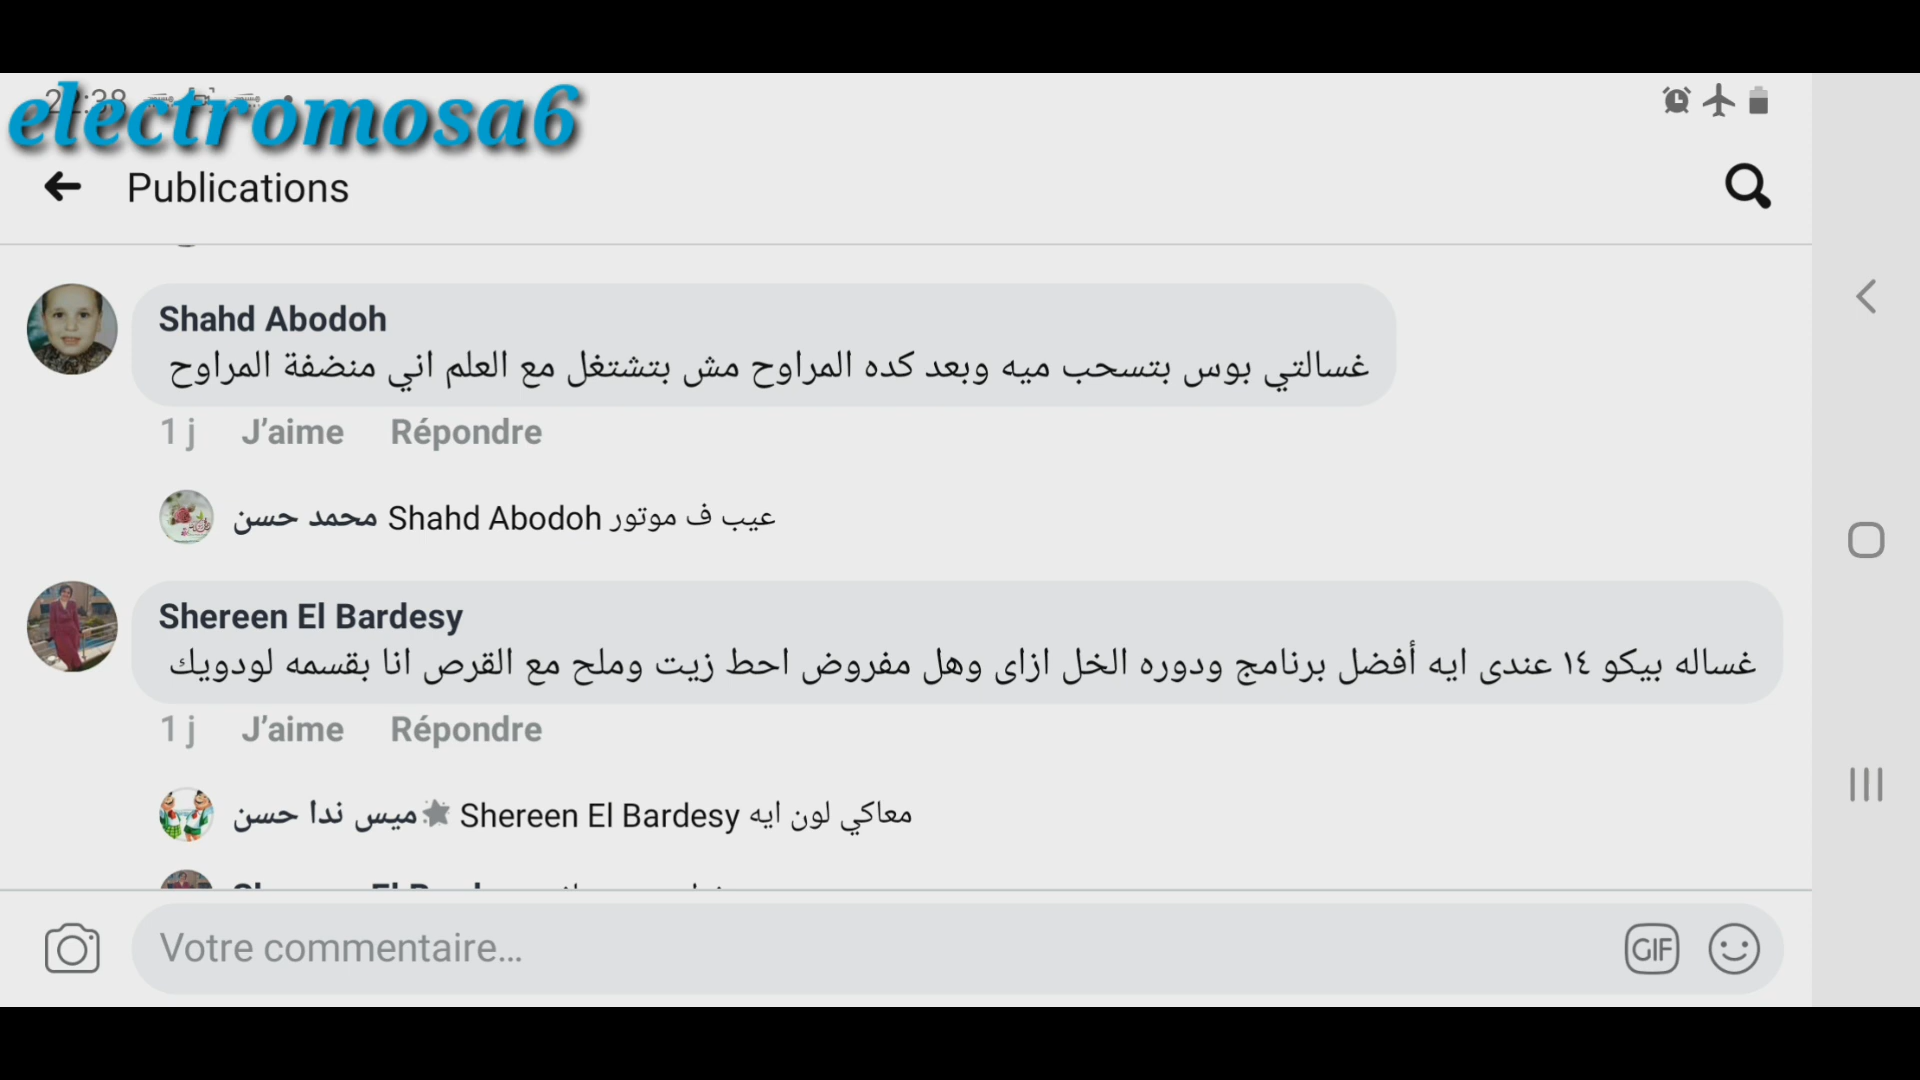 electromosa6
22:38
Publications
Shahd Abodoh
غسالتي بوس بتسحب ميه وبعد كده المراوح مش بتشتغل مع العلم اني منضفة المراوح
1 j J’aime Répondre
محمد حسن Shahd Abodoh عيب ف موتور
Shereen El Bardesy
غساله بيكو ١٤ عندى ايه أفضل برنامج ودوره الخل ازاى وهل مفروض احط زيت وملح مع القرص انا بقسمه لودويك
1 j J’aime Répondre
ميس ندا حسن Shereen El Bardesy معاكي لون ايه
Votre commentaire…
GIF